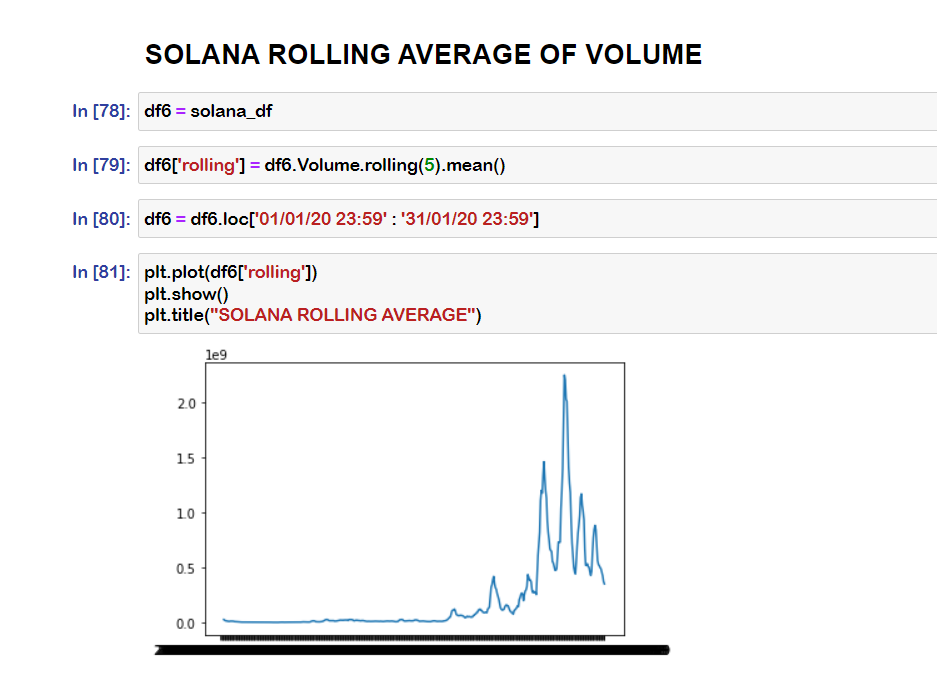 SOLANA ROLLING AVERAGE OF VOLUME
In [78]: df6 = solana_df
In [79]: df6['rolling'] = df6.Volume.rolling(5).mean()
In [80]: df6 = df6.loc['01/01/20 23:59' : '31/01/20 23:59']
In [81]: plt.plot(df6['rolling'])
plt.show()
plt.title("SOLANA ROLLING AVERAGE")
1e9
2.0
1.5
1.0
0.5
0.0